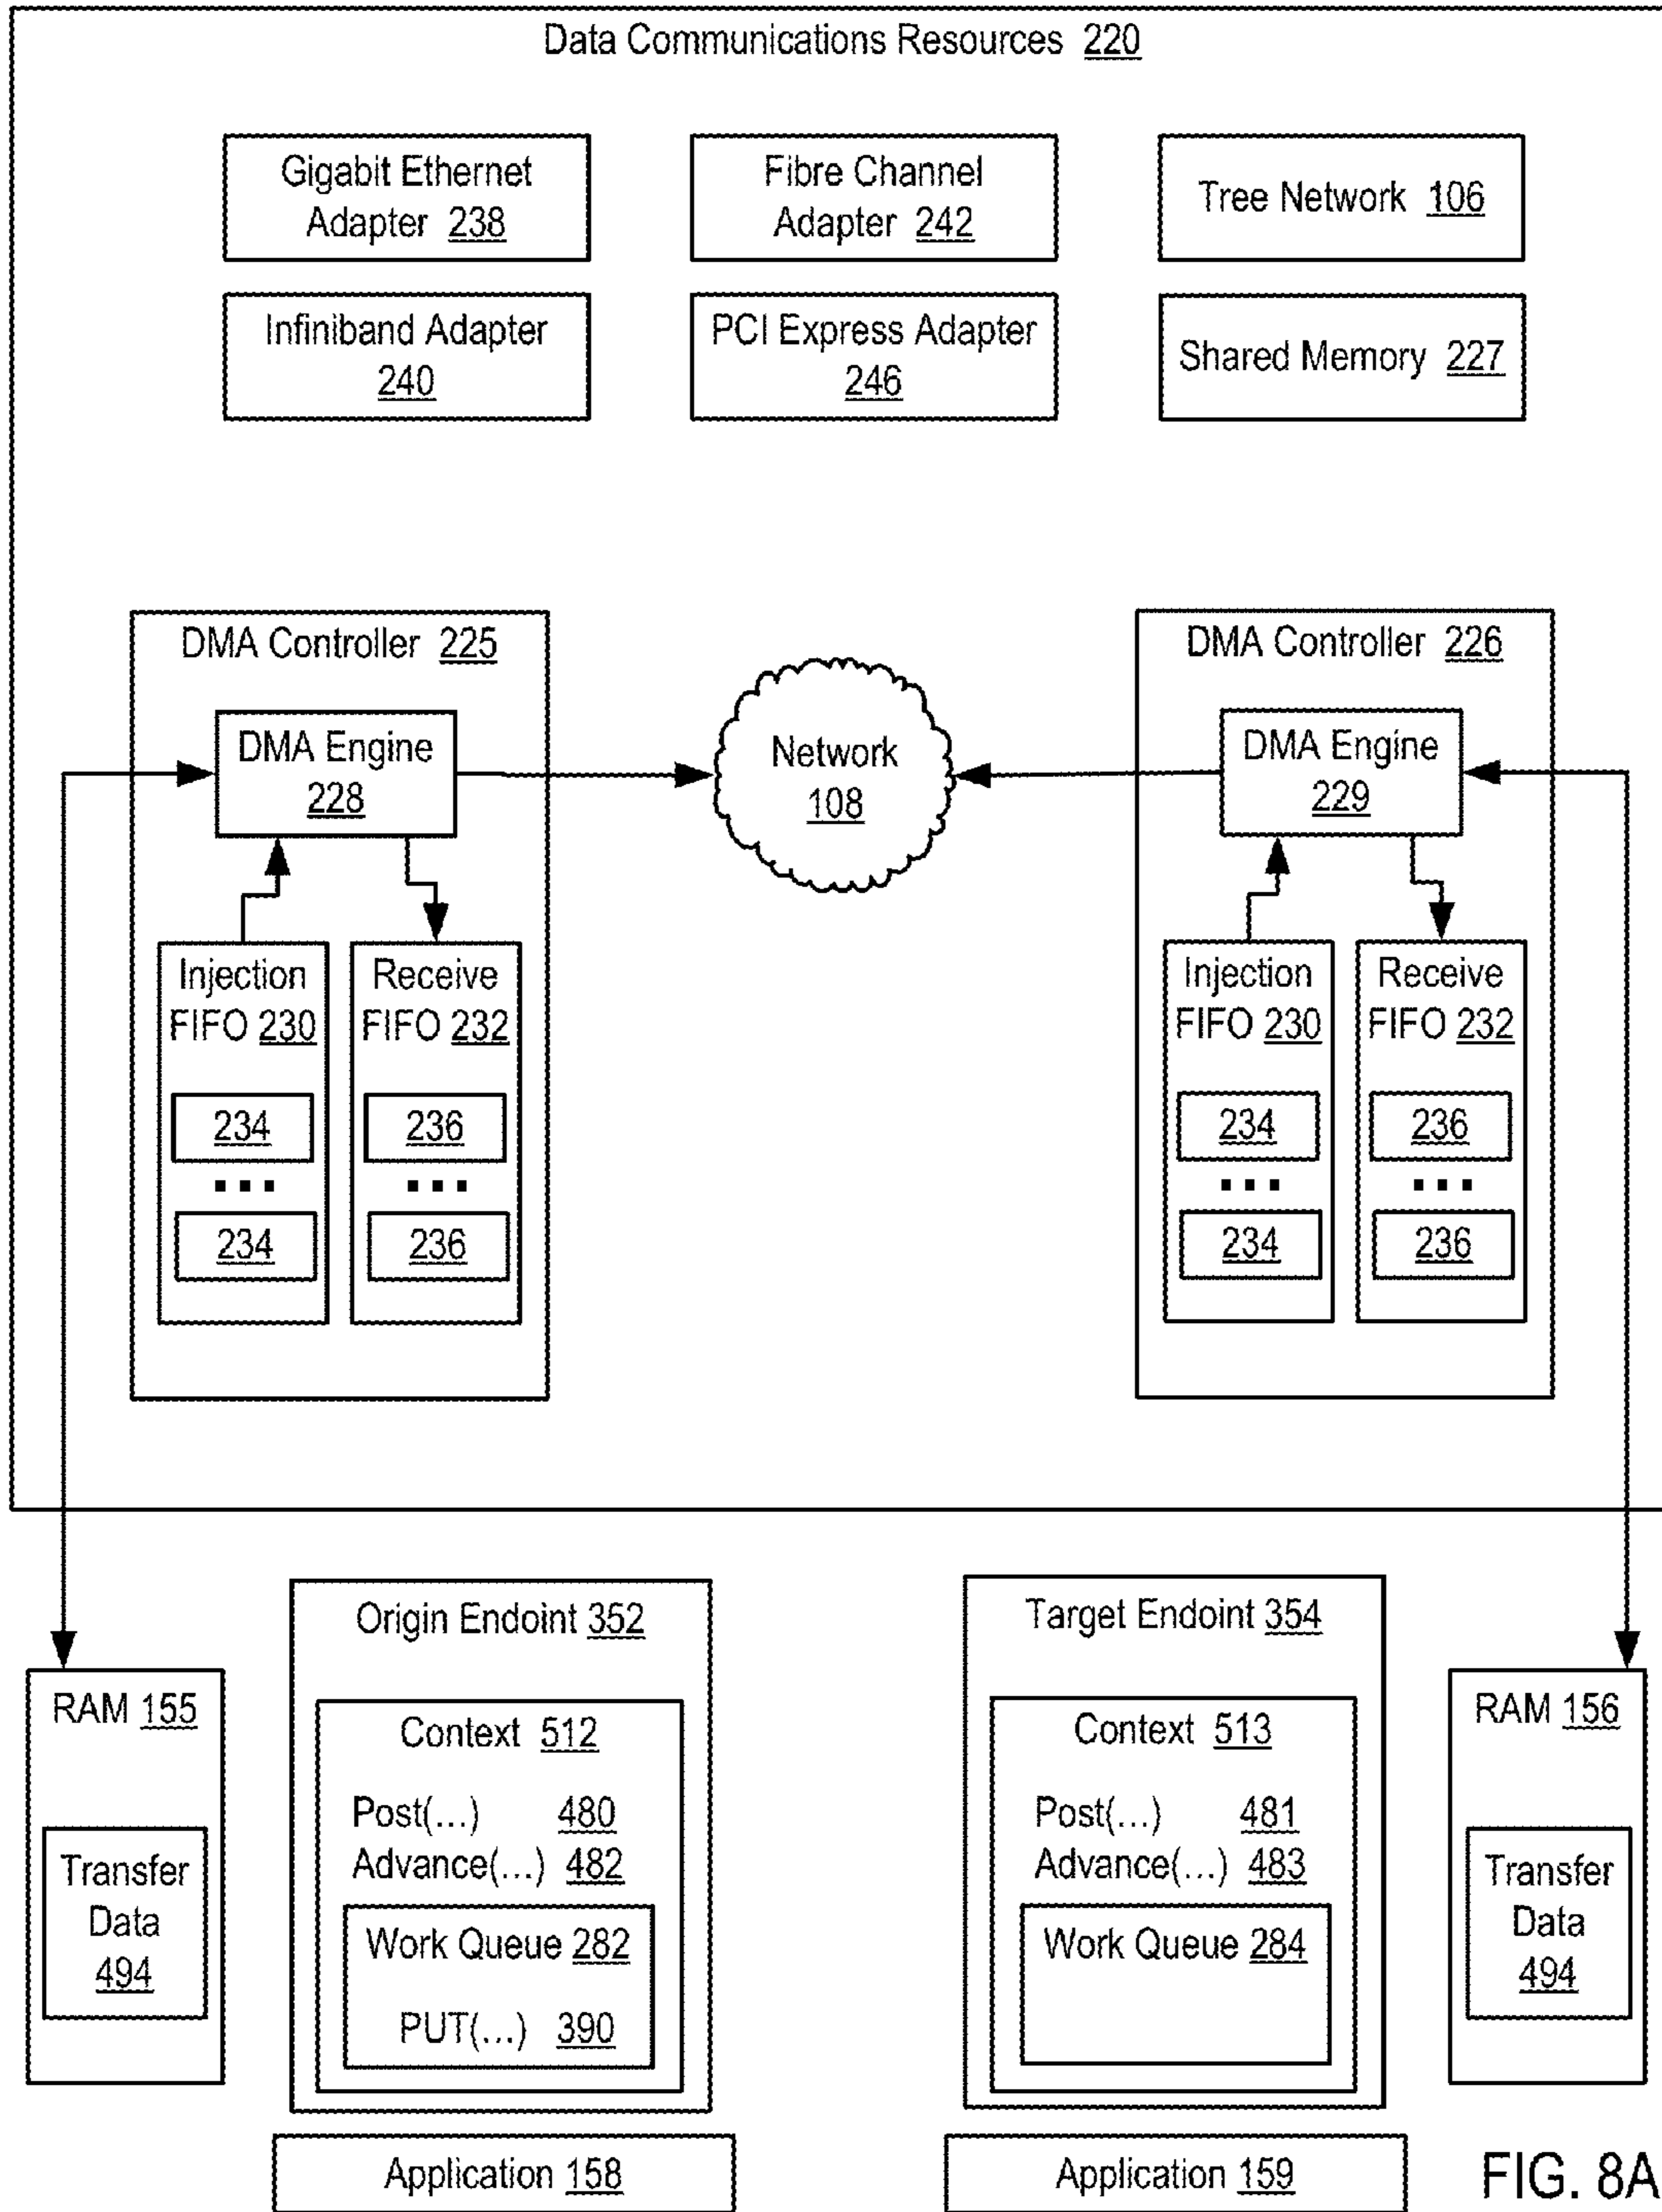 Data Communications Resources 220
Gigabit Ethernet
Adapter 238
Fibre Channel
Adapter 242
Tree Network 106
Infiniband Adapter
240
PCI Express Adapter
246
Shared Memory 227
DMA Controller 225
DMA Engine
228
Injection
FIFO 230
234
...
234
Receive
FIFO 232
236
...
236
Network
108
DMA Controller 226
DMA Engine
229
Injection
FIFO 230
234
...
234
Receive
FIFO 232
236
...
236
RAM 155
Transfer
Data
494
Origin Endoint 352
Context 512
Post(...) 480
Advance(...) 482
Work Queue 282
PUT(...) 390
Target Endoint 354
Context 513
Post(...) 481
Advance(...) 483
Work Queue 284
RAM 156
Transfer
Data
494
Application 158
Application 159
FIG. 8A